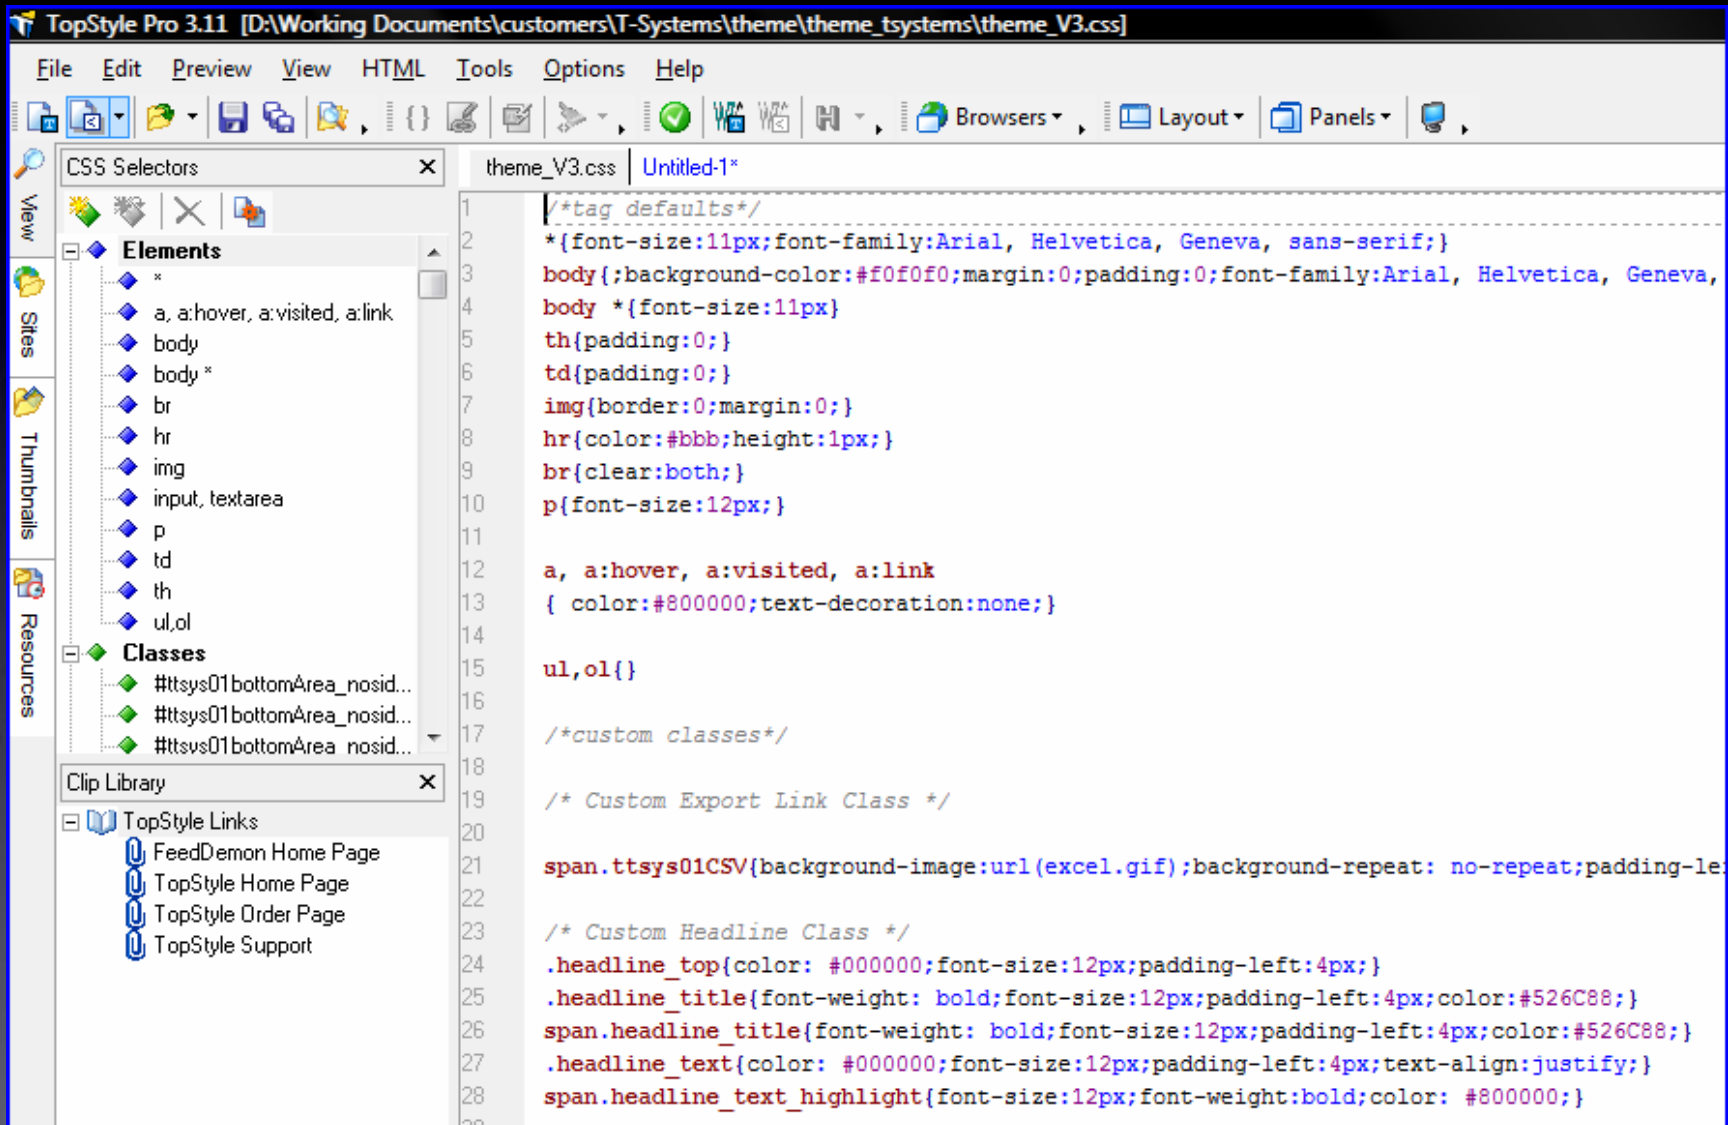 TopStyle Pro 3.11 [D:\Working Documents\customers\T-Systems\theme\theme_tsystems\theme_V3.css]
File Edit Preview View HTML Tools Options Help
Browsers Layout Panels
View
Sites
Thumbnails
Resources
CSS Selectors
Elements
*
a, a:hover, a:visited, a:link
body
body *
br
hr
img
input, textarea
p
td
th
ul,ol
Classes
#ttsys01bottomArea_nosid...
#ttsys01bottomArea_nosid...
#ttsys01bottomArea_nosid...
Clip Library
TopStyle Links
FeedDemon Home Page
TopStyle Home Page
TopStyle Order Page
TopStyle Support
theme_V3.css Untitled-1*
1 /*tag defaults*/
2 *{font-size:11px;font-family:Arial, Helvetica, Geneva, sans-serif;}
3 body{;background-color:#f0f0f0;margin:0;padding:0;font-family:Arial, Helvetica, Geneva,
4 body *{font-size:11px}
5 th{padding:0;}
6 td{padding:0;}
7 img{border:0;margin:0;}
8 hr{color:#bbb;height:1px;}
9 br{clear:both;}
10 p{font-size:12px;}
11
12 a, a:hover, a:visited, a:link
13 { color:#800000;text-decoration:none;}
14
15 ul,ol{}
16
17 /*custom classes*/
18
19 /* Custom Export Link Class */
20
21 span.ttsys01CSV{background-image:url(excel.gif);background-repeat: no-repeat;padding-le
22
23 /* Custom Headline Class */
24 .headline_top{color: #000000;font-size:12px;padding-left:4px;}
25 .headline_title{font-weight: bold;font-size:12px;padding-left:4px;color:#526C88;}
26 span.headline_title{font-weight: bold;font-size:12px;padding-left:4px;color:#526C88;}
27 .headline_text{color: #000000;font-size:12px;padding-left:4px;text-align:justify;}
28 span.headline_text_highlight{font-size:12px;font-weight:bold;color: #800000;}